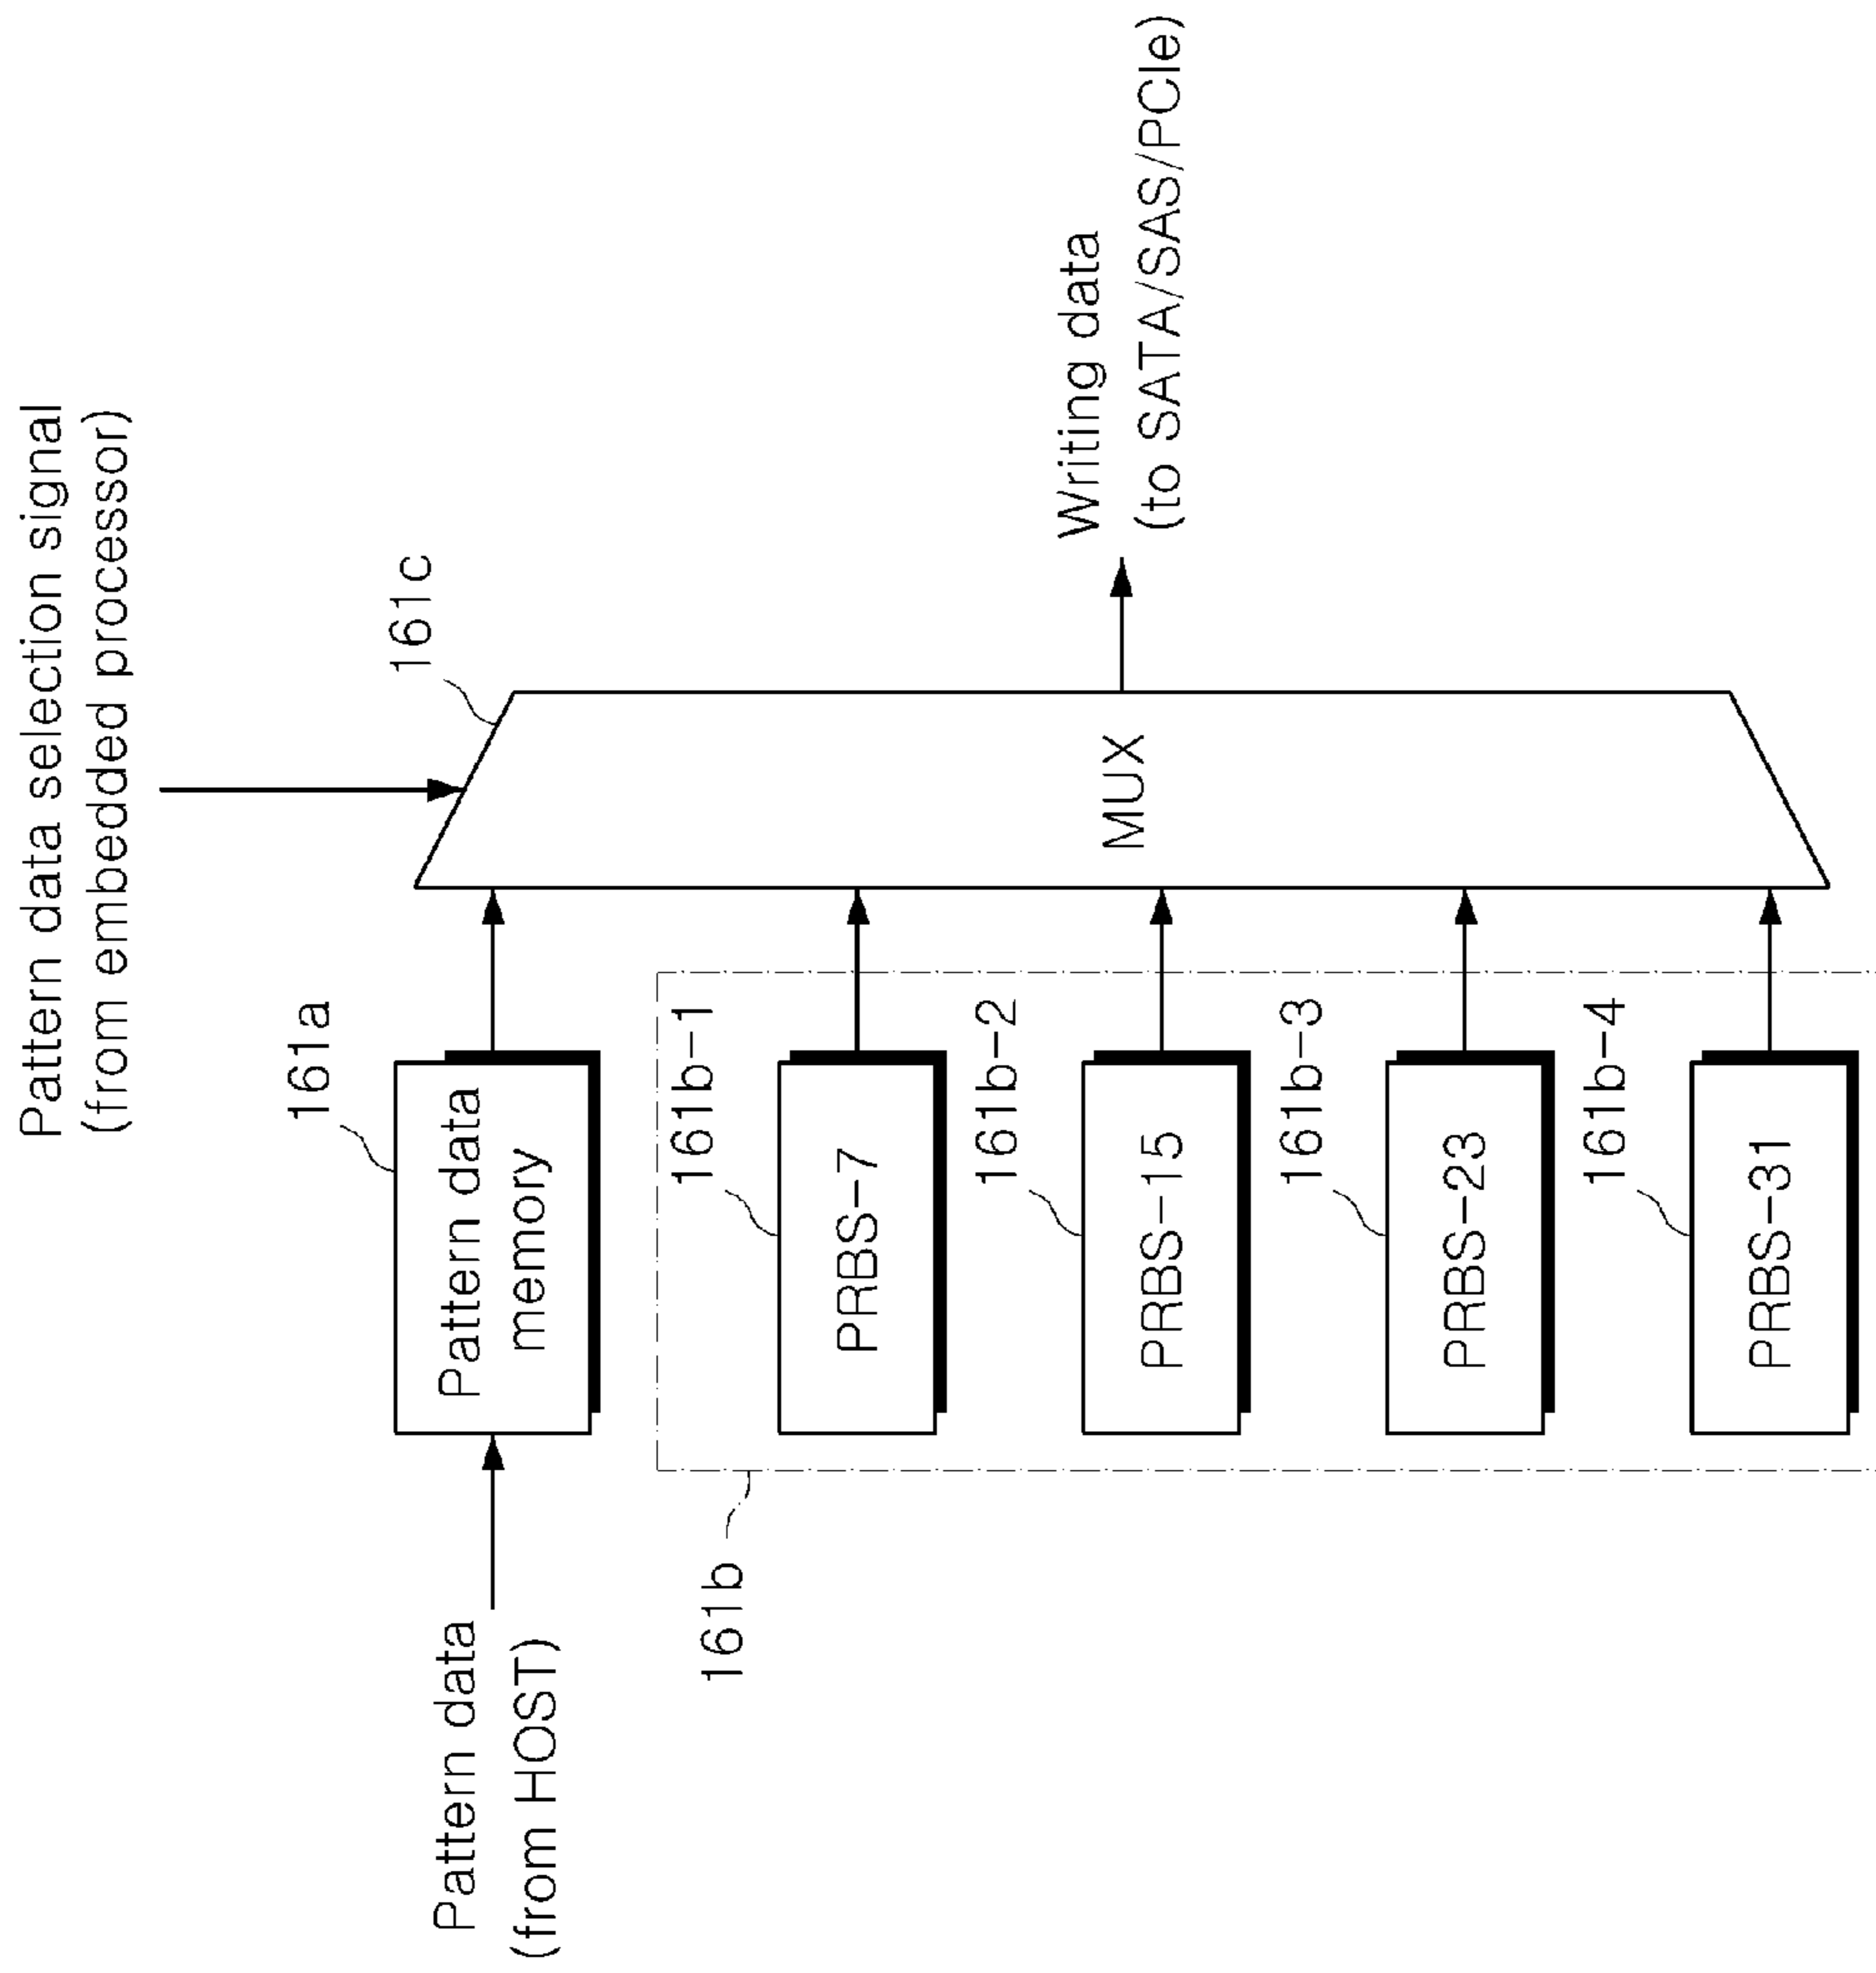 Pattern data selection signal
(from embedded processor)
161c
161a
Pattern data
(from HOST)
Pattern data
memory
MUX
Writing data
(to SATA/SAS/PCIe)
161b
161b-1
PRBS-7
161b-2
PRBS-15
161b-3
PRBS-23
161b-4
PRBS-31